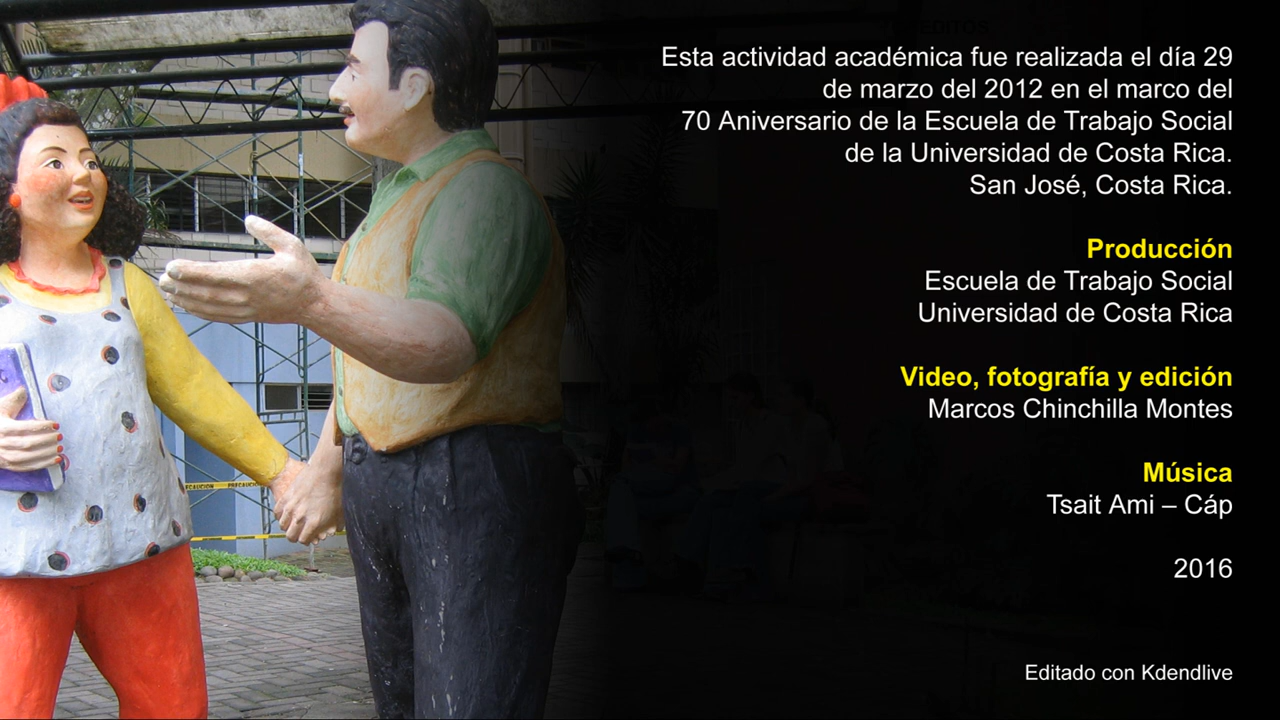 Esta actividad académica fue realizada el día 29
de marzo del 2012 en el marco del
70 Aniversario de la Escuela de Trabajo Social
de la Universidad de Costa Rica.
San José, Costa Rica.
Producción
Escuela de Trabajo Social
Universidad de Costa Rica
Video, fotografía y edición
Marcos Chinchilla Montes
Música
Tsait Ami – Cáp
2016
Editado con Kdendlive
PRECAUCION